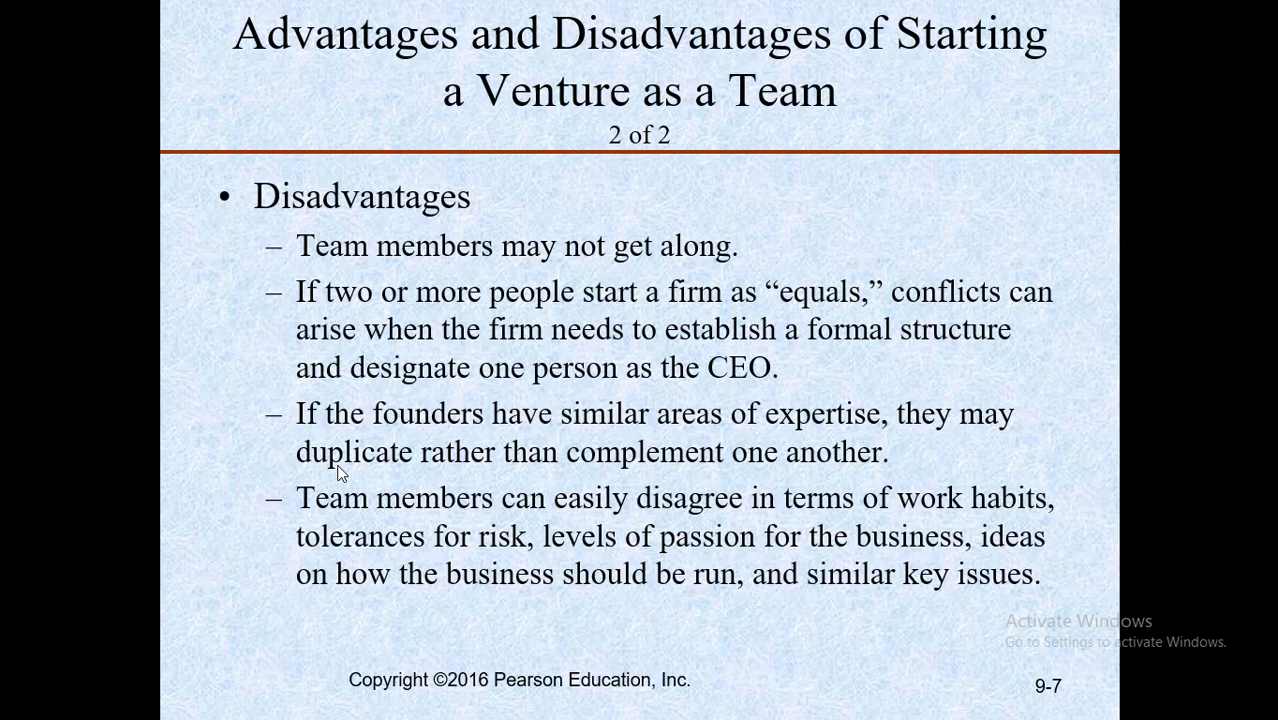 Advantages and Disadvantages of Starting
a Venture as a Team
2 of 2
• Disadvantages
– Team members may not get along.
– If two or more people start a firm as “equals,” conflicts can
arise when the firm needs to establish a formal structure
and designate one person as the CEO.
– If the founders have similar areas of expertise, they may
duplicate rather than complement one another.
– Team members can easily disagree in terms of work habits,
tolerances for risk, levels of passion for the business, ideas
on how the business should be run, and similar key issues.
Activate Windows
Go to Settings to activate Windows.
Copyright ©2016 Pearson Education, Inc.
9-7